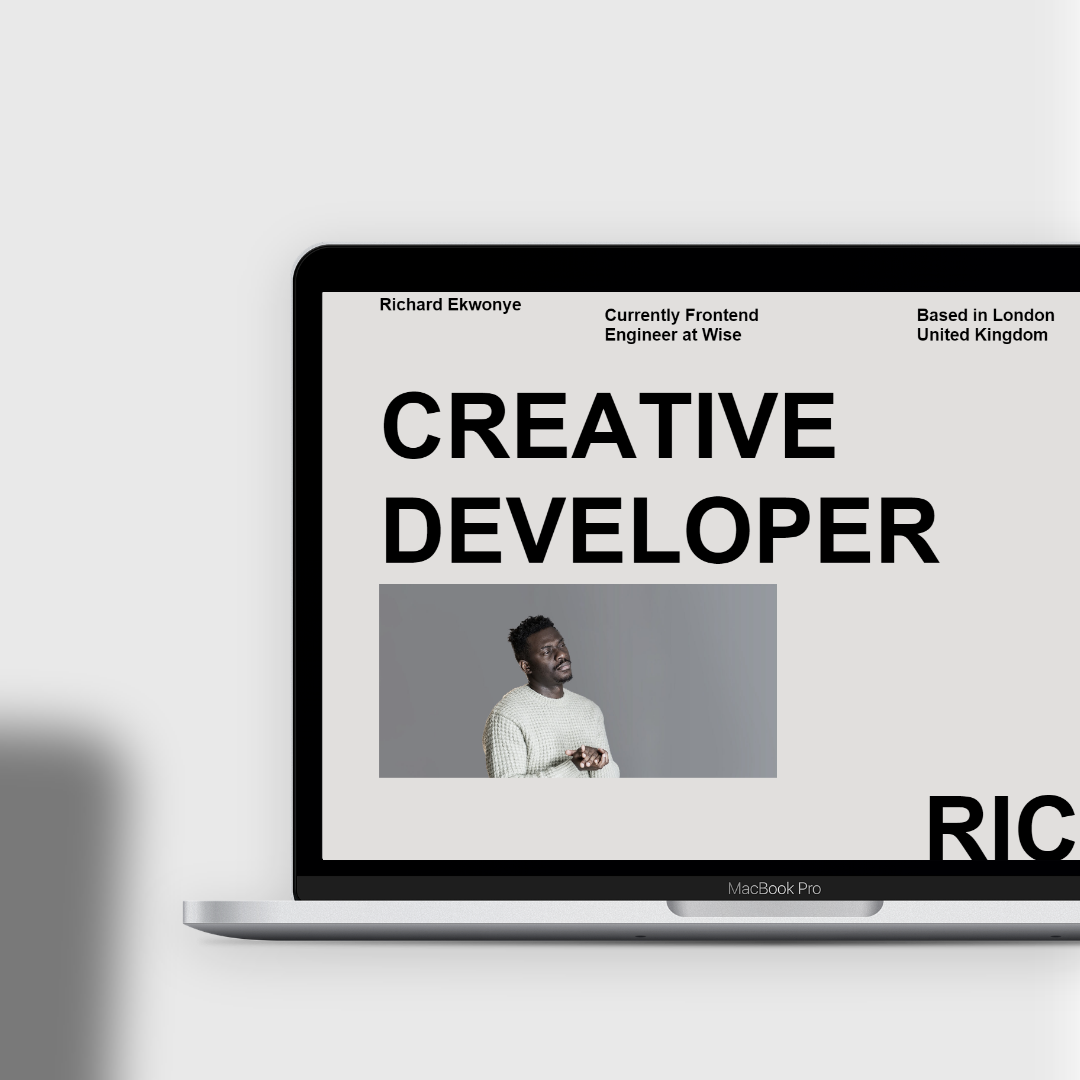 Richard Ekwonye
Currently Frontend
Engineer at Wise
Based in London
United Kingdom
CREATIVE
DEVELOPER
RIC
MacBook Pro